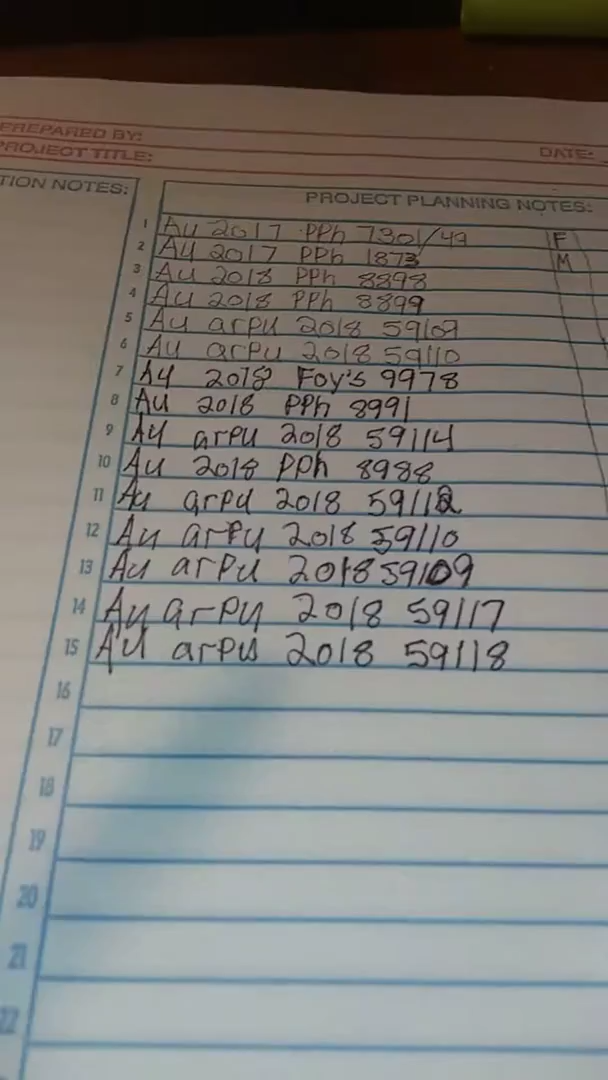 PREPARED BY:
PROJECT TITLE:
DATE:
TION NOTES:
PROJECT PLANNING NOTES:
1 AU 2017 PPh 7301/49 F
2 AU 2017 PPh 1873 M
3 AU 2018 PPh 8898
4 AU 2018 PPh 8899
5 AU arpu 2018 59109
6 AU arpu 2018 59110
7 AU 2018 Foy's 9978
8 AU 2018 PPh 8991
9 AU arpu 2018 59114
10 AU 2018 PPh 8988
11 Au arpu 2018 59112
12 Au arpu 2018 59110
13 Au arpu 2018 59109
14 Au arpu 2018 59117
15 AU arpu 2018 59118
16
17
18
19
20
21
22